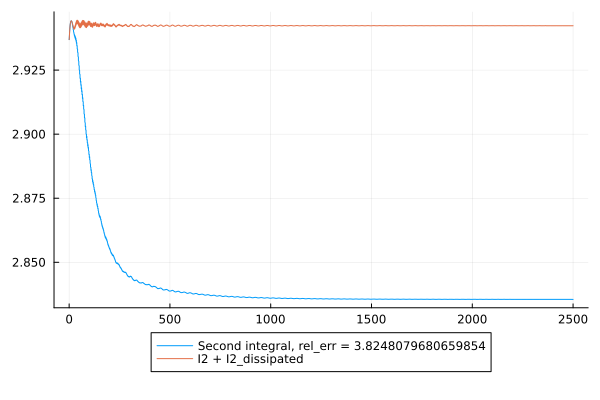 2.925
2.900
2.875
2.850
0 500 1000 1500 2000 2500
Second integral, rel_err = 3.8248079680659854
I2 + I2_dissipated